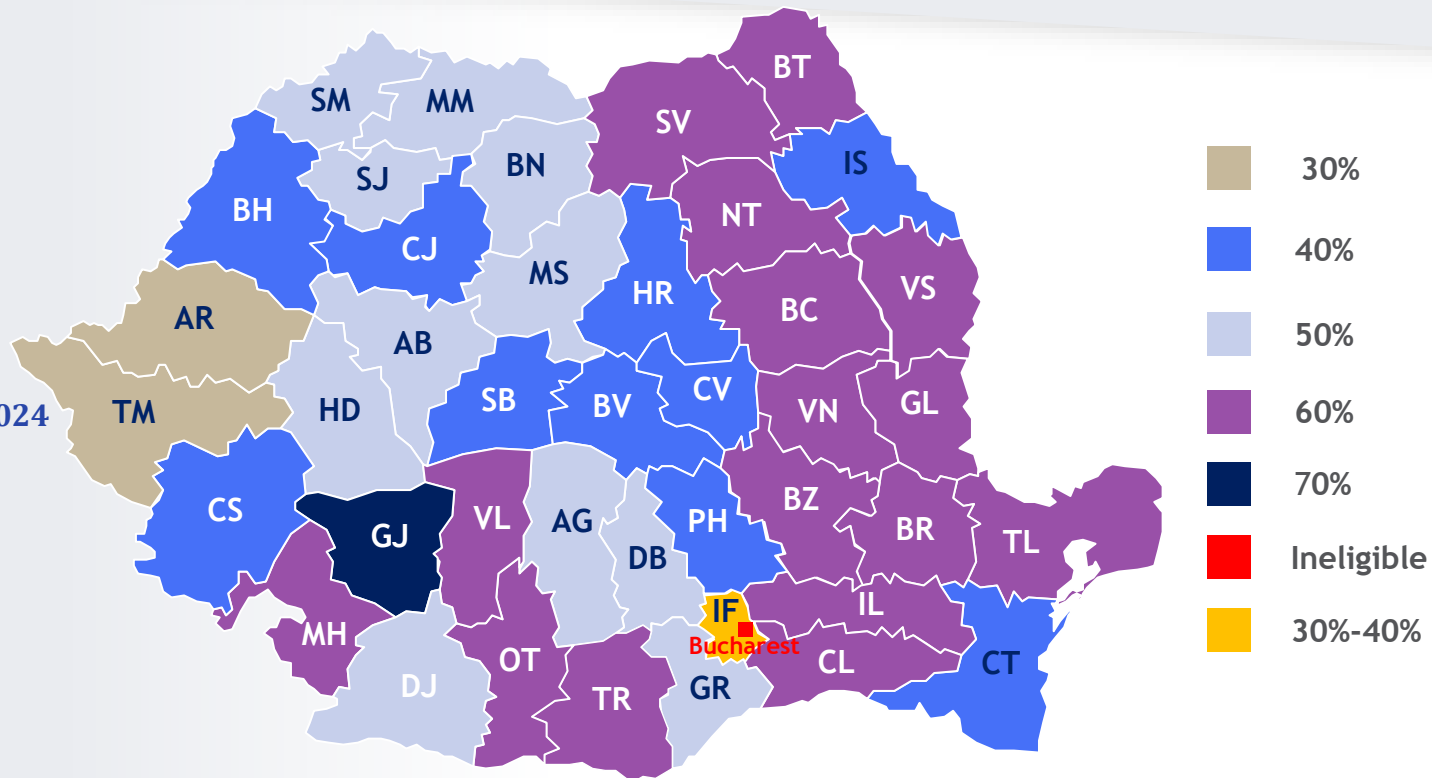 BT
SM
MM
SV
BN
IS
SJ
BH
NT
CJ
MS
HR
VS
BC
AR
AB
CV
SB
BV
GL
TM
HD
VN
024
BZ
CS
VL
AG
PH
BR
GJ
TL
DB
IL
IF
MH
Bucharest
OT
CL
CT
DJ
GR
TR
30%
40%
50%
60%
70%
Ineligible
30%-40%